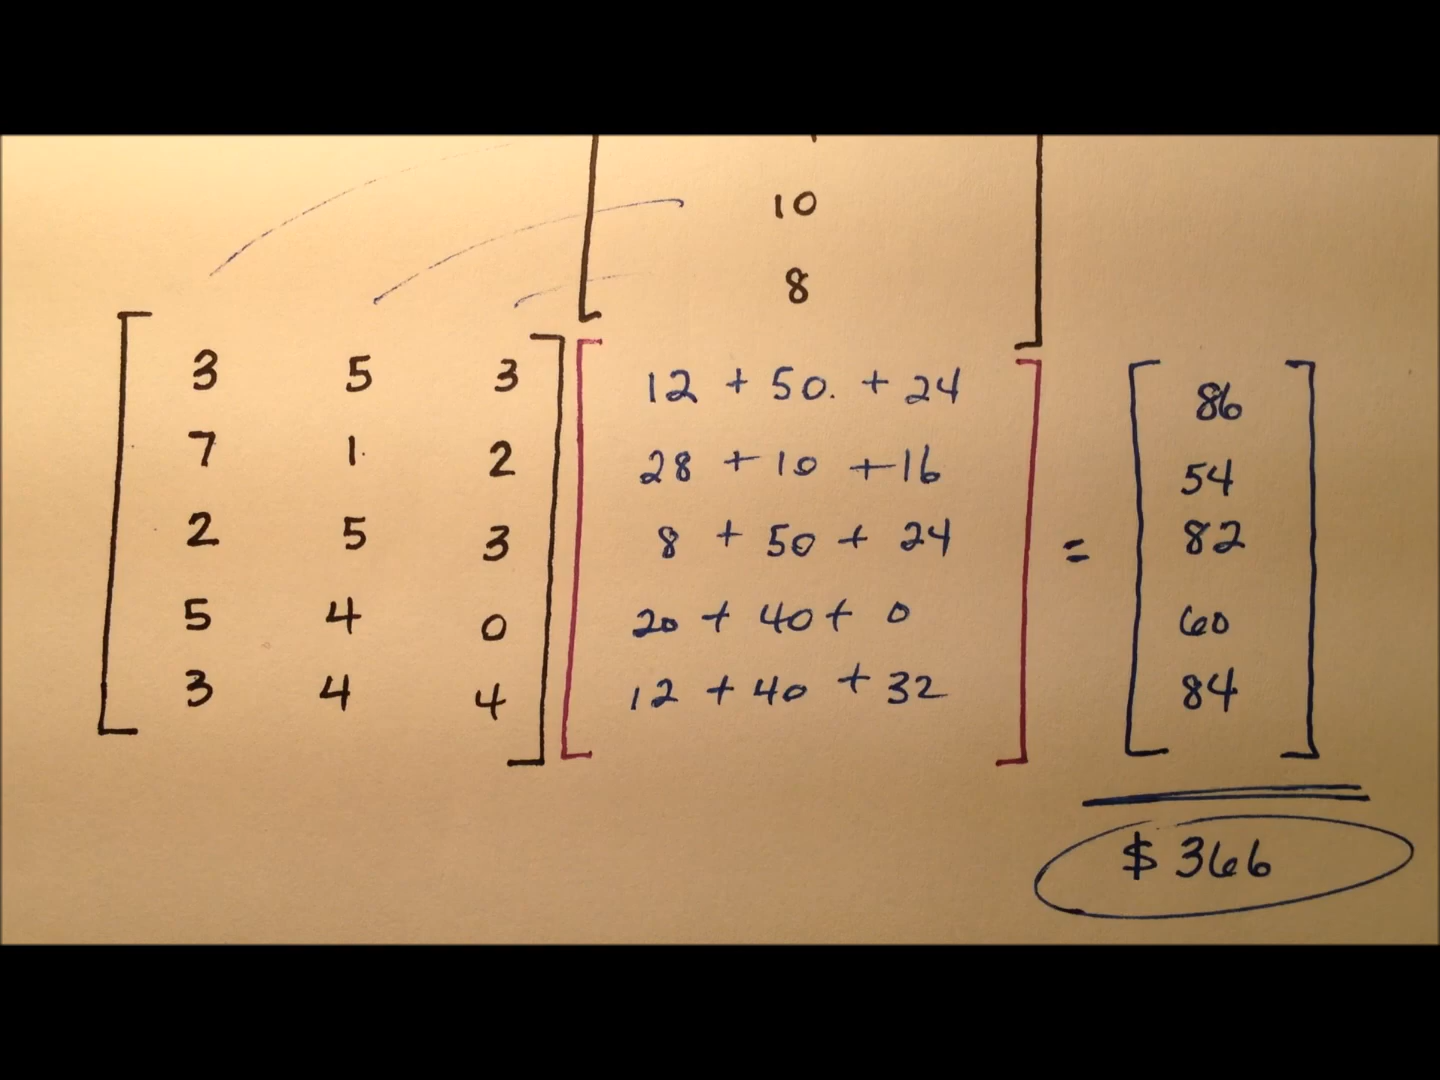 10
8
3 5 3 12 + 50. + 24 86
7 1 2 28 + 10 + 16 54
2 5 3 8 + 50 + 24 = 82
5 4 0 20 + 40 + 0 60
3 4 4 12 + 40 + 32 84
$ 366